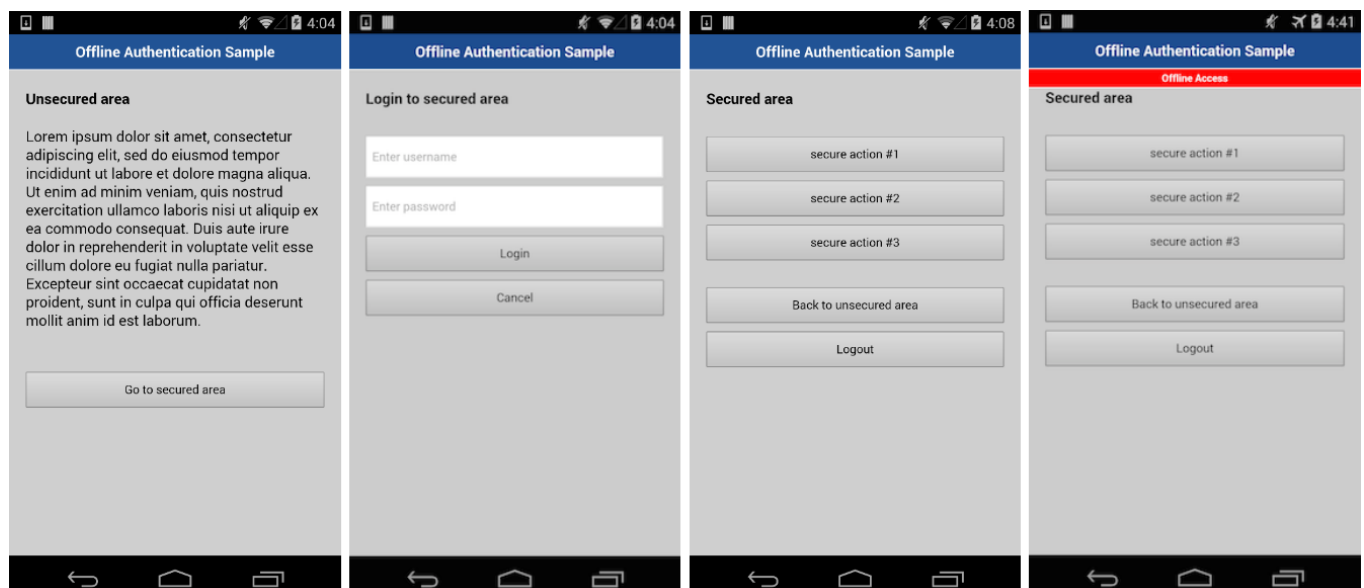 4:04
Offline Authentication Sample
Unsecured area
Lorem ipsum dolor sit amet, consectetur
adipiscing elit, sed do eiusmod tempor
incididunt ut labore et dolore magna aliqua.
Ut enim ad minim veniam, quis nostrud
exercitation ullamco laboris nisi ut aliquip ex
ea commodo consequat. Duis aute irure
dolor in reprehenderit in voluptate velit esse
cillum dolore eu fugiat nulla pariatur.
Excepteur sint occaecat cupidatat non
proident, sunt in culpa qui officia deserunt
mollit anim id est laborum.
Go to secured area
4:04
Offline Authentication Sample
Login to secured area
Enter username
Enter password
Login
Cancel
4:08
Offline Authentication Sample
Secured area
secure action #1
secure action #2
secure action #3
Back to unsecured area
Logout
4:41
Offline Authentication Sample
Offline Access
Secured area
secure action #1
secure action #2
secure action #3
Back to unsecured area
Logout